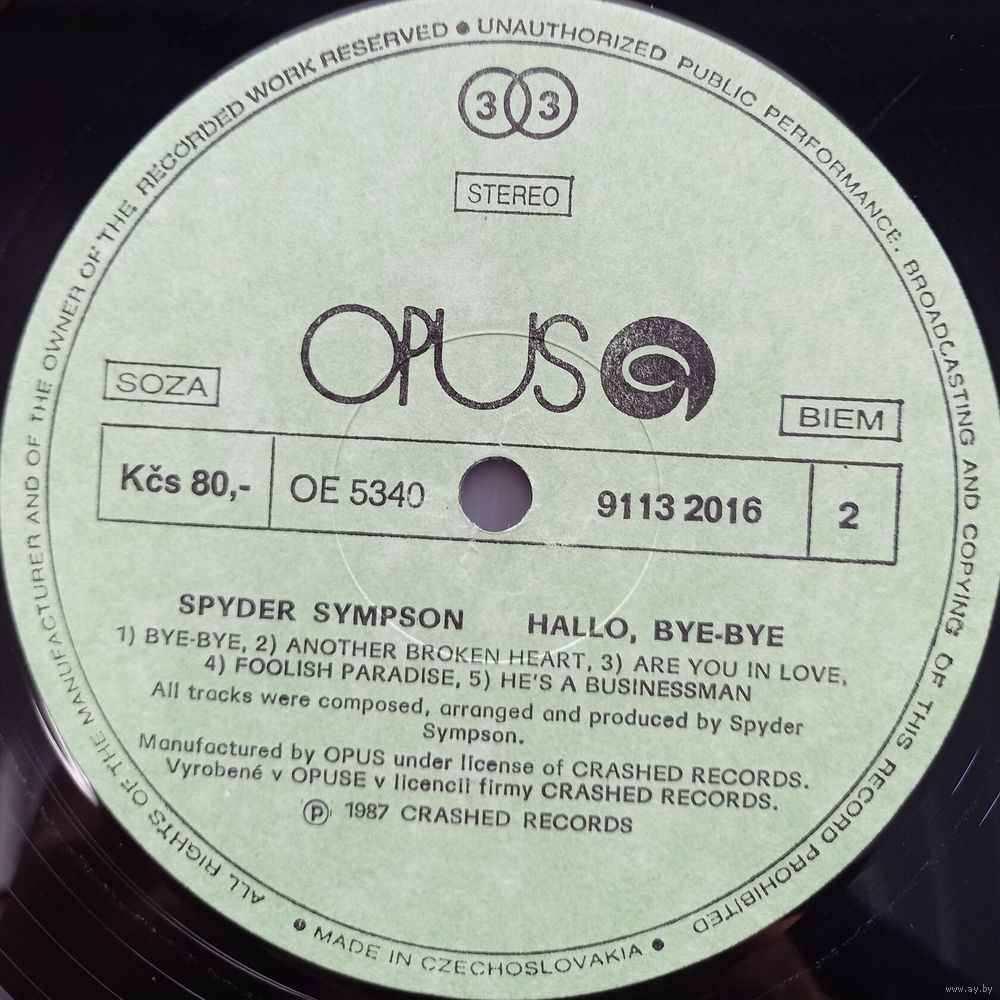 ALL RIGHTS OF THE MANUFACTURER AND OF THE OWNER OF THE RECORDED WORK RESERVED ● UNAUTHORIZED PUBLIC PERFORMANCE, BROADCASTING AND COPYING OF THIS RECORD PROHIBITED
33
STEREO
OPUS
SOZA
BIEM
Kčs 80,- OE 5340 9113 2016 2
SPYDER SYMPSON HALLO, BYE-BYE
1) BYE-BYE, 2) ANOTHER BROKEN HEART, 3) ARE YOU IN LOVE,
4) FOOLISH PARADISE, 5) HE'S A BUSINESSMAN
All tracks were composed, arranged and produced by Spyder
Sympson.
Manufactured by OPUS under license of CRASHED RECORDS.
Vyrobené v OPUSE v licencii firmy CRASHED RECORDS.
Ⓟ 1987 CRASHED RECORDS
● MADE IN CZECHOSLOVAKIA ●
www.ay.by